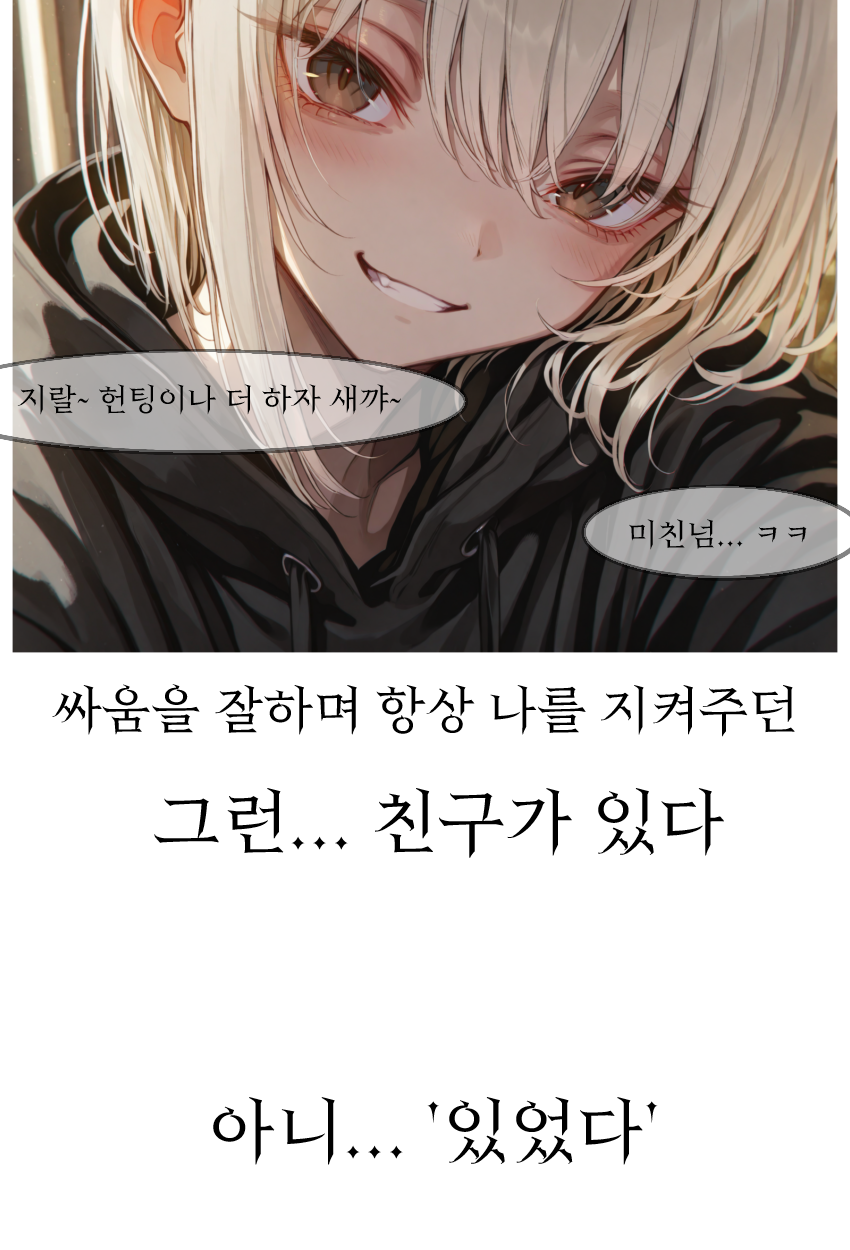 지랄~ 헌팅이나 더 하자 새꺄~
미친넘... ㅋㅋ
싸움을 잘하며 항상 나를 지켜주던
그런... 친구가 있다
아니... '있었다'